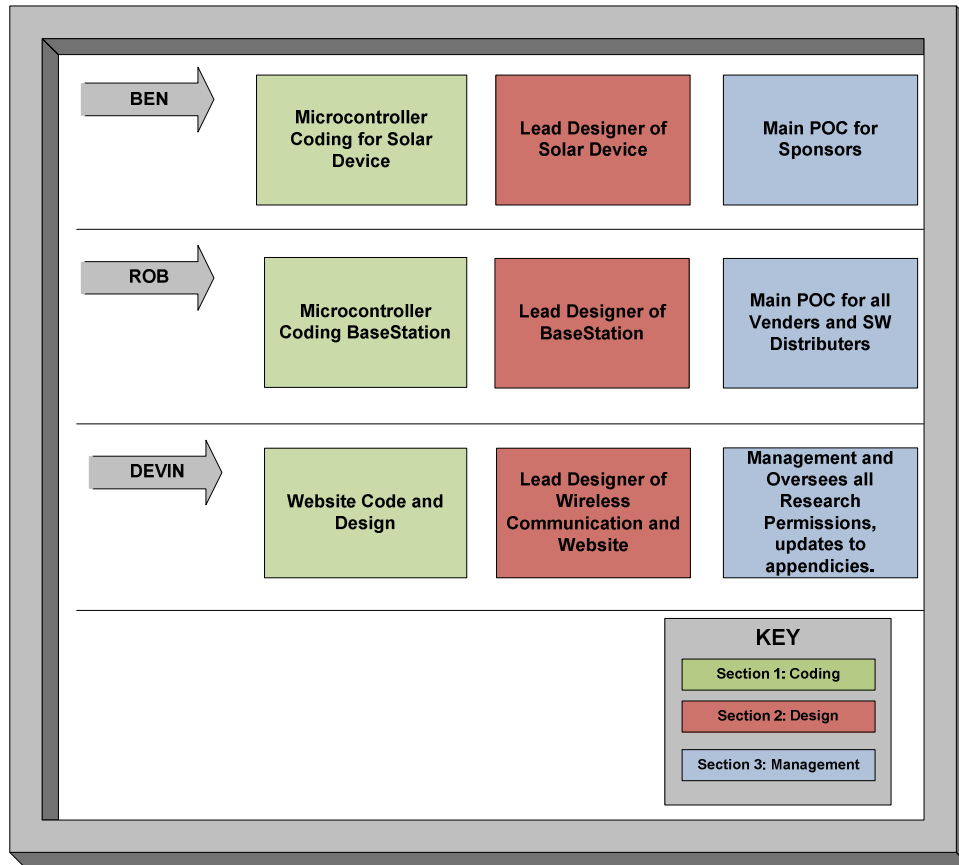 BEN
Microcontroller
Coding for Solar
Device
Lead Designer of
Solar Device
Main POC for
Sponsors
ROB
Microcontroller
Coding BaseStation
Lead Designer of
BaseStation
Main POC for all
Venders and SW
Distributers
DEVIN
Website Code and
Design
Lead Designer of
Wireless
Communication and
Website
Management and
Oversees all
Research
Permissions,
updates to
appendicies.
KEY
Section 1: Coding
Section 2: Design
Section 3: Management